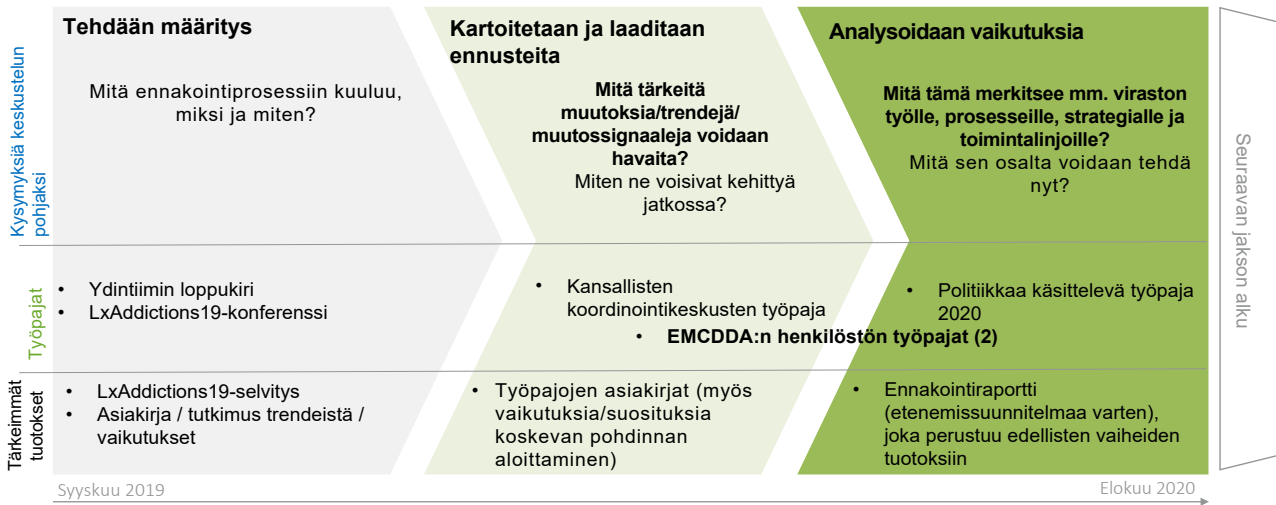 Kysymyksiä keskustelun
pohjaksi
Tehdään määritys
Mitä ennakointiprosessiin kuuluu,
miksi ja miten?
Kartoitetaan ja laaditaan
ennusteita
Mitä tärkeitä
muutoksia/trendejä/
muutossignaaleja voidaan
havaita?
Miten ne voisivat kehittyä
jatkossa?
Analysoidaan vaikutuksia
Mitä tämä merkitsee mm. viraston
työlle, prosesseille, strategialle ja
toimintalinjoille?
Mitä sen osalta voidaan tehdä
nyt?
Seuraavan jakson alku
Työpajat
• Ydintiimin loppukiri
• LxAddictions19-konferenssi
• Kansallisten
koordinointikeskusten työpaja
• EMCDDA:n henkilöstön työpajat (2)
• Politiikkaa käsittelevä työpaja
2020
Tärkeimmät
tuotokset
• LxAddictions19-selvitys
• Asiakirja / tutkimus trendeistä /
vaikutukset
• Työpajojen asiakirjat (myös
vaikutuksia/suosituksia
koskevan pohdinnan
aloittaminen)
• Ennakointiraportti
(etenemissuunnitelmaa varten),
joka perustuu edellisten vaiheiden
tuotoksiin
Syyskuu 2019
Elokuu 2020